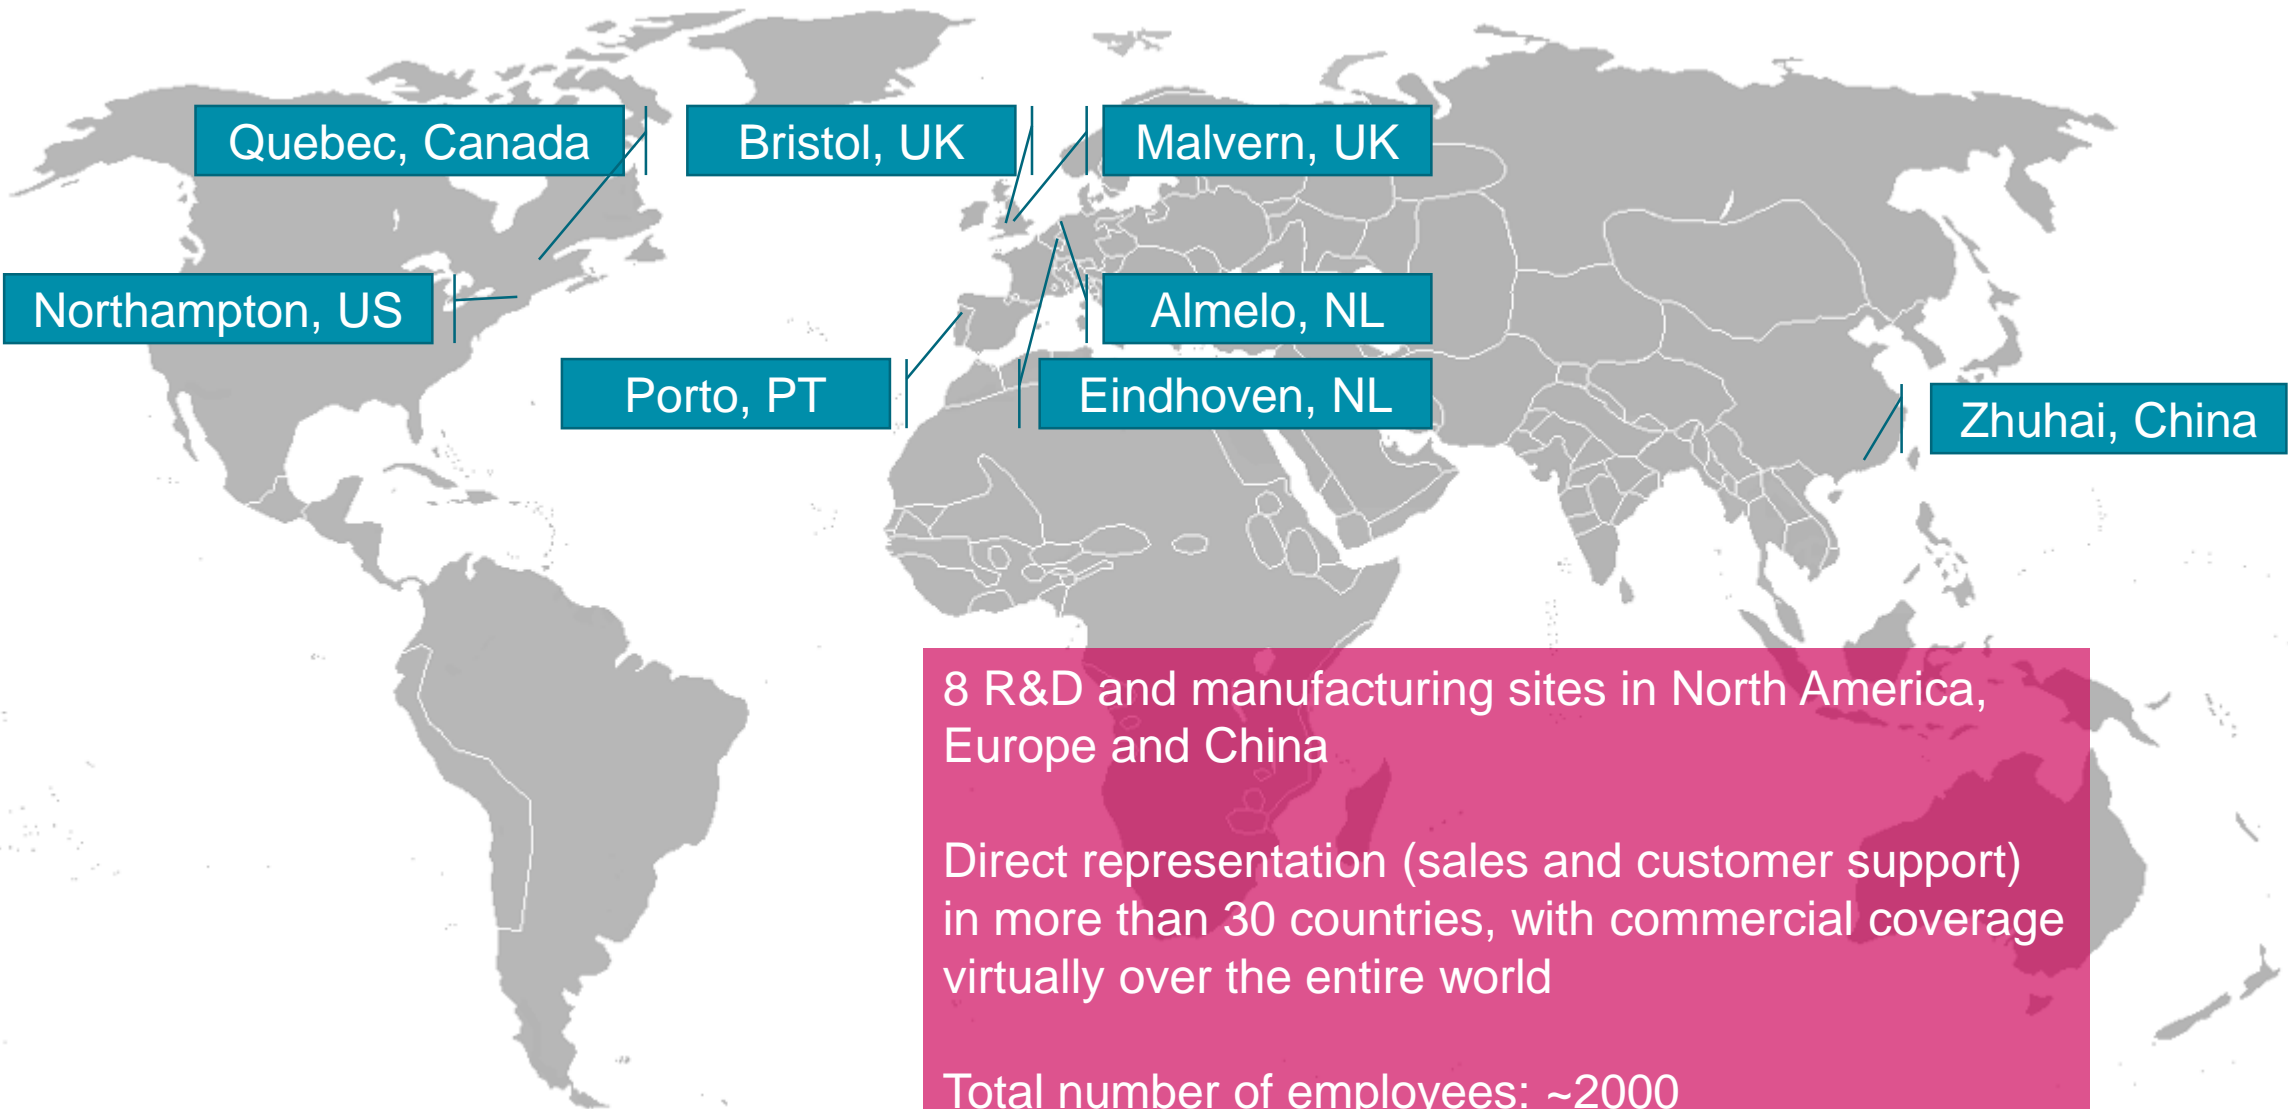 Quebec, Canada
Bristol, UK
Malvern, UK
Northampton, US
Almelo, NL
Porto, PT
Eindhoven, NL
Zhuhai, China
8 R&D and manufacturing sites in North America,
Europe and China
Direct representation (sales and customer support)
in more than 30 countries, with commercial coverage
virtually over the entire world
Total number of employees: ~2000